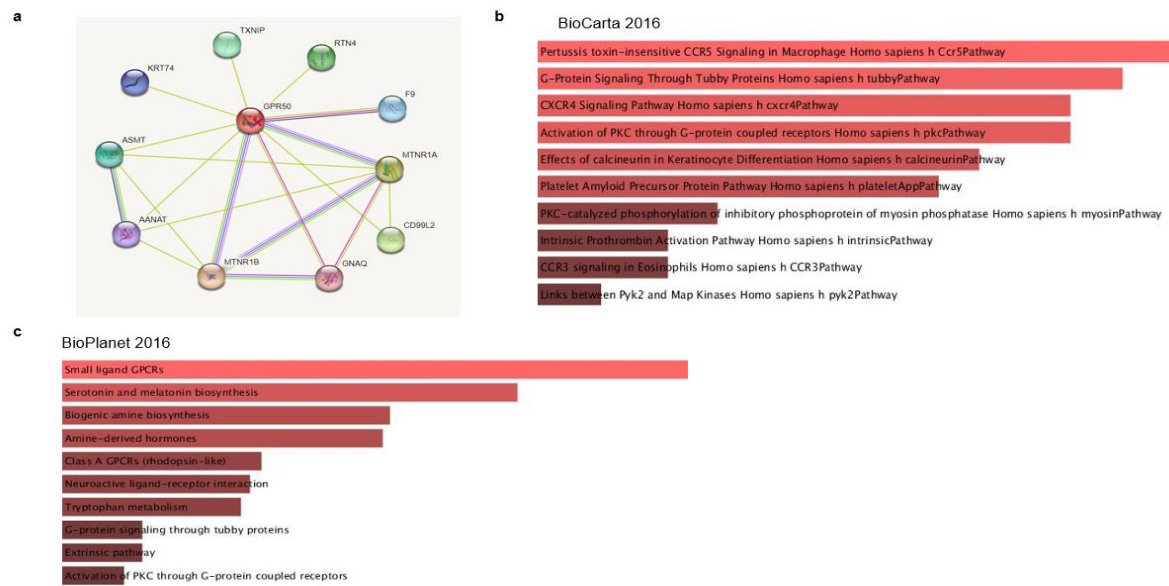 a
TXNIP
RTN4
KRT74
F9
GPR50
ASMT
MTNR1A
AANAT
CD99L2
MTNR1B
GNAQ
b
BioCarta 2016
Pertussis toxin-insensitive CCR5 Signaling in Macrophage Homo sapiens h Ccr5Pathway
G-Protein Signaling Through Tubby Proteins Homo sapiens h tubbyPathway
CXCR4 Signaling Pathway Homo sapiens h cxcr4Pathway
Activation of PKC through G-protein coupled receptors Homo sapiens h pkcPathway
Effects of calcineurin in Keratinocyte Differentiation Homo sapiens h calcineurinPathway
Platelet Amyloid Precursor Protein Pathway Homo sapiens h plateletAppPathway
PKC-catalyzed phosphorylation of inhibitory phosphoprotein of myosin phosphatase Homo sapiens h myosinPathway
Intrinsic Prothrombin Activation Pathway Homo sapiens h intrinsicPathway
CCR3 signaling in Eosinophils Homo sapiens h CCR3Pathway
Links between Pyk2 and Map Kinases Homo sapiens h pyk2Pathway
c
BioPlanet 2016
Small ligand GPCRs
Serotonin and melatonin biosynthesis
Biogenic amine biosynthesis
Amine-derived hormones
Class A GPCRs (rhodopsin-like)
Neuroactive ligand-receptor interaction
Tryptophan metabolism
G-protein signaling through tubby proteins
Extrinsic pathway
Activation of PKC through G-protein coupled receptors